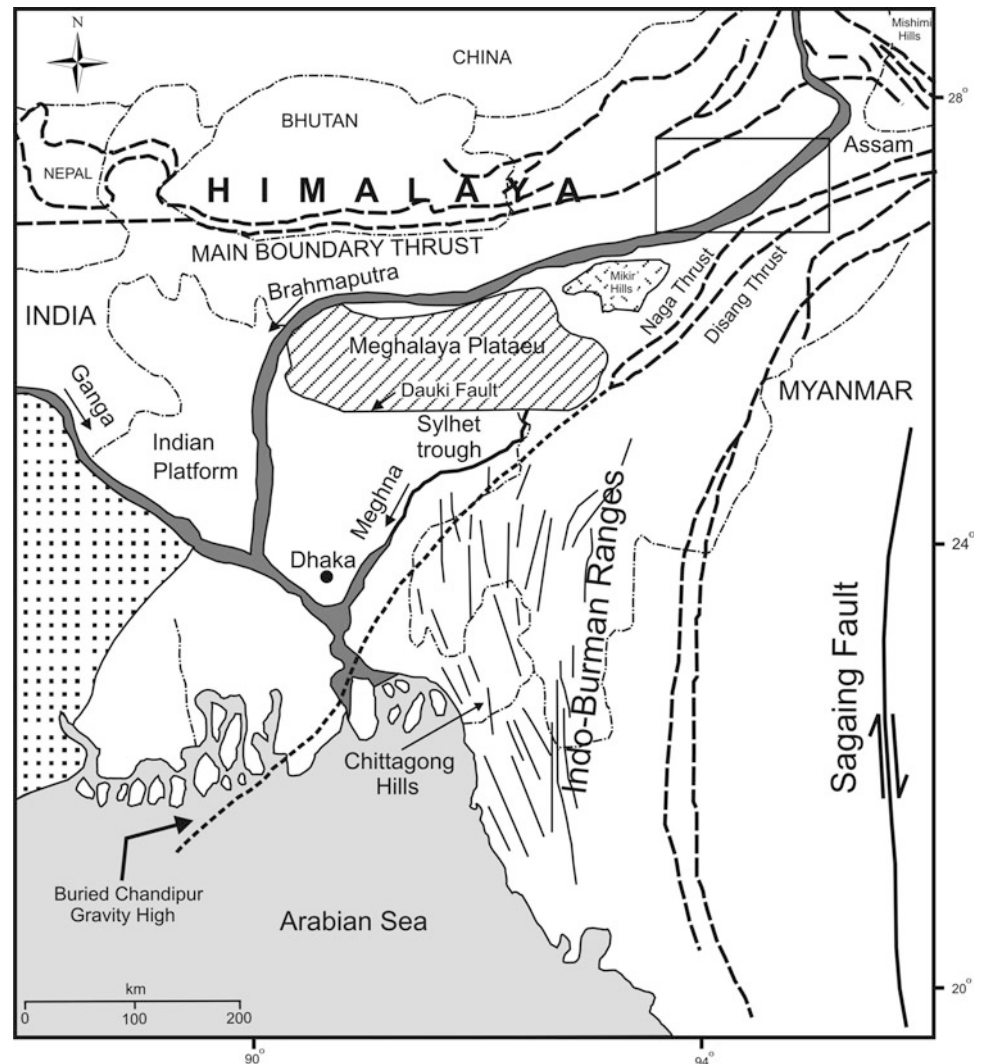 N
Mishimi
Hills
CHINA
28°
BHUTAN
Assam
NEPAL
HIMALAYA
MAIN BOUNDARY THRUST
Brahmaputra
Mikir
Hills
Naga Thrust
Disang Thrust
INDIA
Meghalaya Plataeu
Dauki Fault
MYANMAR
Ganga
Sylhet
trough
Indian
Platform
Meghna
Dhaka
24°
Indo-Burman Ranges
Sagaing Fault
Chittagong
Hills
Buried Chandipur
Gravity High
Arabian Sea
km
0 100 200
20°
90°
94°